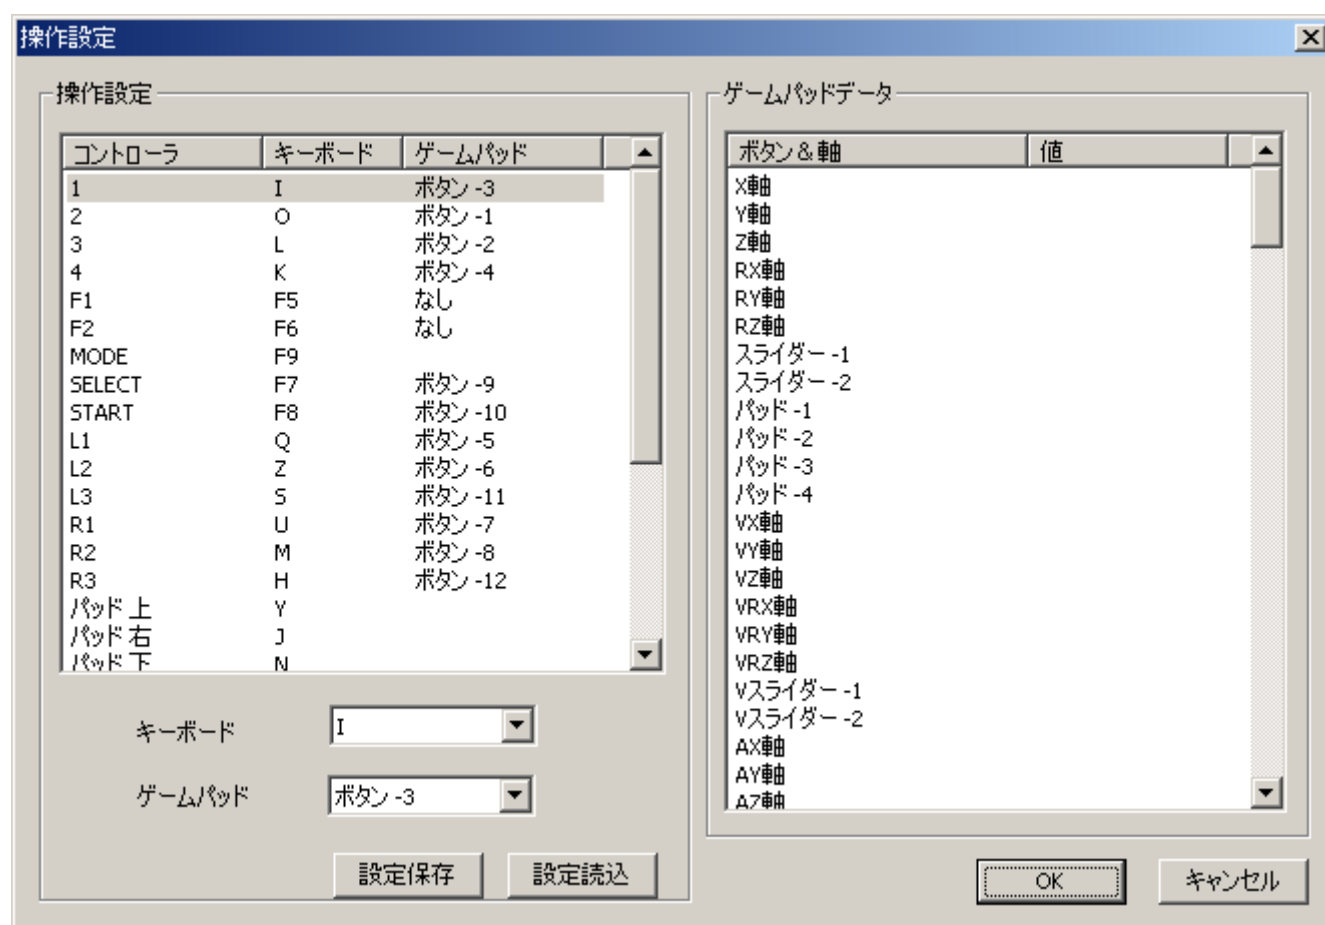 操作設定
操作設定
コントローラ キーボード ゲームパッド
1 I ボタン -3
2 O ボタン -1
3 L ボタン -2
4 K ボタン -4
F1 F5 なし
F2 F6 なし
MODE F9
SELECT F7 ボタン -9
START F8 ボタン -10
L1 Q ボタン -5
L2 Z ボタン -6
L3 S ボタン -11
R1 U ボタン -7
R2 M ボタン -8
R3 H ボタン -12
パッド 上 Y
パッド 右 J
パッド 下 N
キーボード I
ゲームパッド ボタン -3
設定保存 設定読込
ゲームパッドデータ
ボタン＆軸 値
X軸
Y軸
Z軸
RX軸
RY軸
RZ軸
スライダー -1
スライダー -2
パッド -1
パッド -2
パッド -3
パッド -4
VX軸
VY軸
VZ軸
VRX軸
VRY軸
VRZ軸
Vスライダー -1
Vスライダー -2
AX軸
AY軸
AZ軸
OK キャンセル